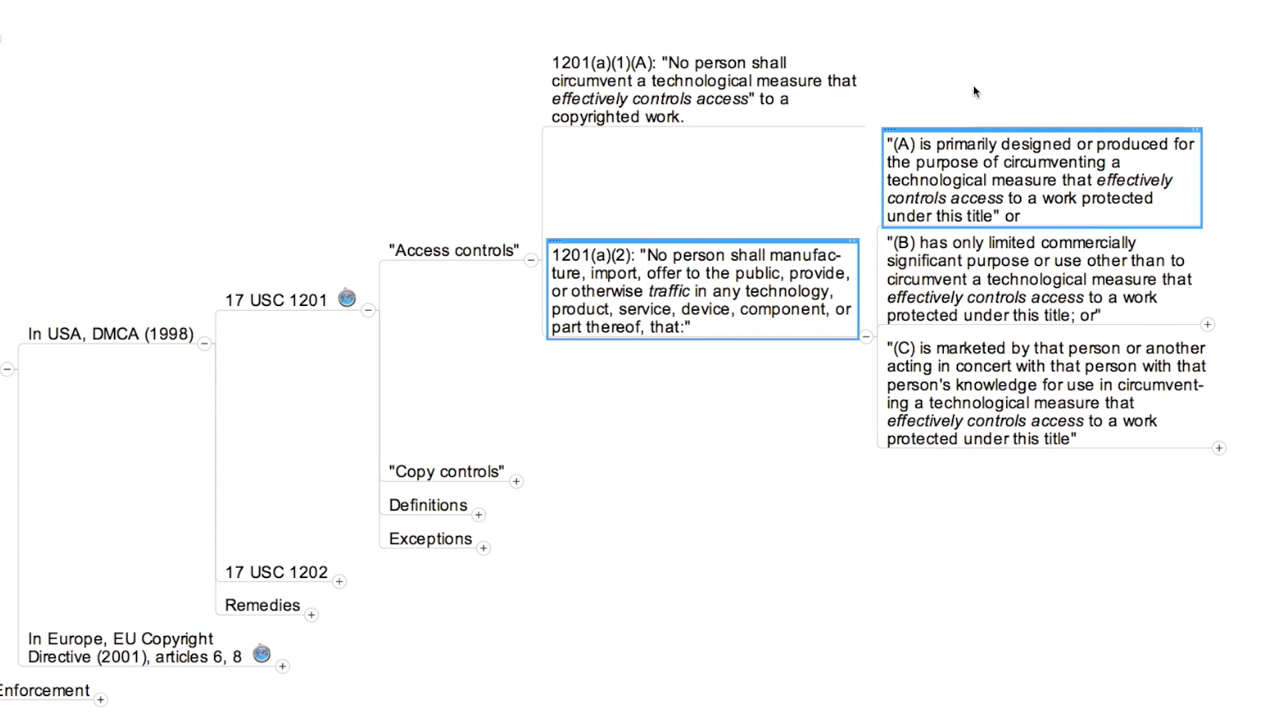 1201(a)(1)(A): "No person shall
circumvent a technological measure that
effectively controls access" to a
copyrighted work.
"(A) is primarily designed or produced for
the purpose of circumventing a
technological measure that effectively
controls access to a work protected
under this title" or
"Access controls"
1201(a)(2): "No person shall manufac-
ture, import, offer to the public, provide,
or otherwise traffic in any technology,
product, service, device, component, or
part thereof, that:"
"(B) has only limited commercially
significant purpose or use other than to
circumvent a technological measure that
effectively controls access to a work
protected under this title; or"
17 USC 1201
In USA, DMCA (1998)
"(C) is marketed by that person or another
acting in concert with that person with that
person's knowledge for use in circumvent-
ing a technological measure that
effectively controls access to a work
protected under this title"
"Copy controls"
Definitions
Exceptions
17 USC 1202
Remedies
In Europe, EU Copyright
Directive (2001), articles 6, 8
Enforcement